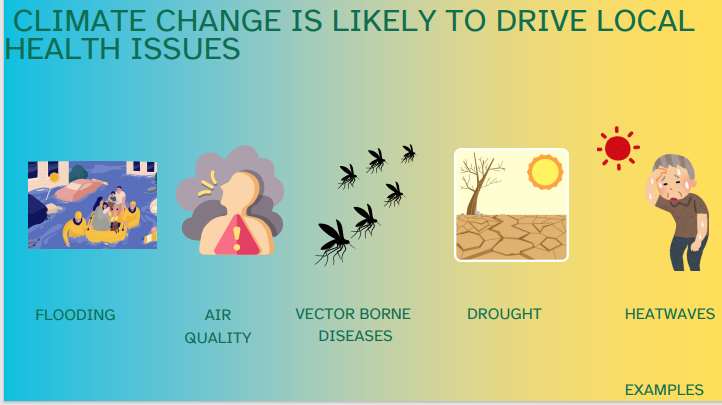 CLIMATE CHANGE IS LIKELY TO DRIVE LOCAL
HEALTH ISSUES
FLOODING
AIR
QUALITY
VECTOR BORNE
DISEASES
DROUGHT
HEATWAVES
EXAMPLES